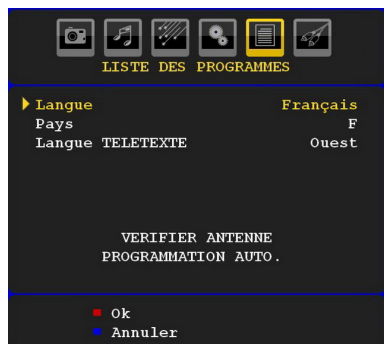 LISTE DES PROGRAMMES
Langue Français
Pays F
Langue TELETEXTE Ouest
VERIFIER ANTENNE
PROGRAMMATION AUTO.
Ok
Annuler